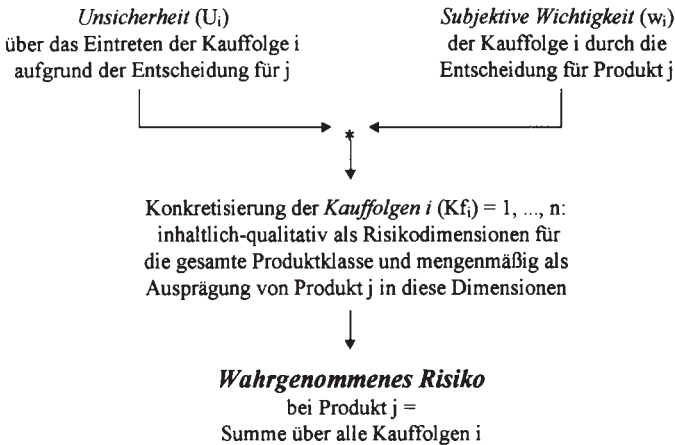 Unsicherheit (Ui)
über das Eintreten der Kauffolge i
aufgrund der Entscheidung für j
Subjektive Wichtigkeit (wi)
der Kauffolge i durch die
Entscheidung für Produkt j
*
Konkretisierung der Kauffolgen i (Kfi) = 1, ..., n:
inhaltlich-qualitativ als Risikodimensionen für
die gesamte Produktklasse und mengenmäßig als
Ausprägung von Produkt j in diese Dimensionen
Wahrgenommenes Risiko
bei Produkt j =
Summe über alle Kauffolgen i